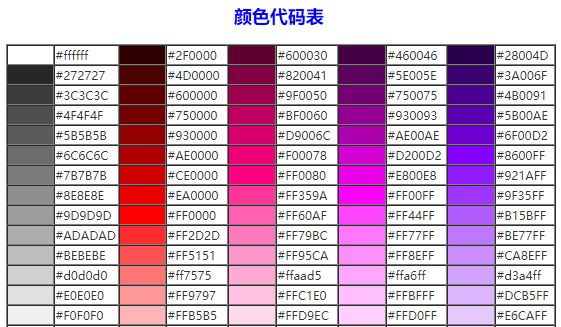 颜色代码表
#ffffff #2F0000 #600030 #460046 #28004D
#272727 #4D0000 #820041 #5E005E #3A006F
#3C3C3C #600000 #9F0050 #750075 #4B0091
#4F4F4F #750000 #BF0060 #930093 #5B00AE
#5B5B5B #930000 #D9006C #AE00AE #6F00D2
#6C6C6C #AE0000 #F00078 #D200D2 #8600FF
#7B7B7B #CE0000 #FF0080 #E800E8 #921AFF
#8E8E8E #EA0000 #FF359A #FF00FF #9F35FF
#9D9D9D #FF0000 #FF60AF #FF44FF #B15BFF
#ADADAD #FF2D2D #FF79BC #FF77FF #BE77FF
#BEBEBE #FF5151 #FF95CA #FF8EFF #CA8EFF
#d0d0d0 #ff7575 #ffaad5 #ffa6ff #d3a4ff
#E0E0E0 #FF9797 #FFC1E0 #FFBFFF #DCB5FF
#F0F0F0 #FFB5B5 #FFD9EC #FFD0FF #E6CAFF